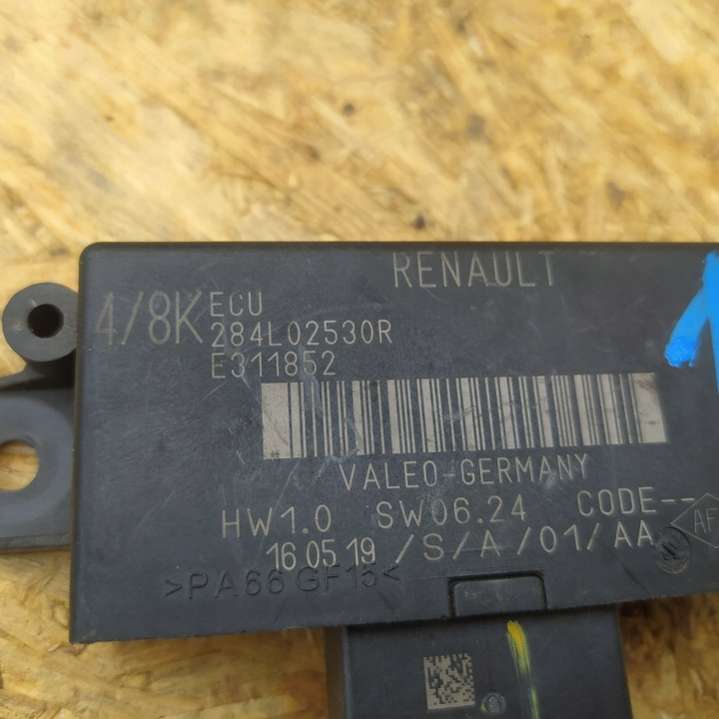 RENAULT
4/8K ECU
284L02530R
E311852
VALEO-GERMANY
HW1.0 SW06.24 CODE--
16 05 19 /S/A/01/AA
>PA66 GF15<
AF